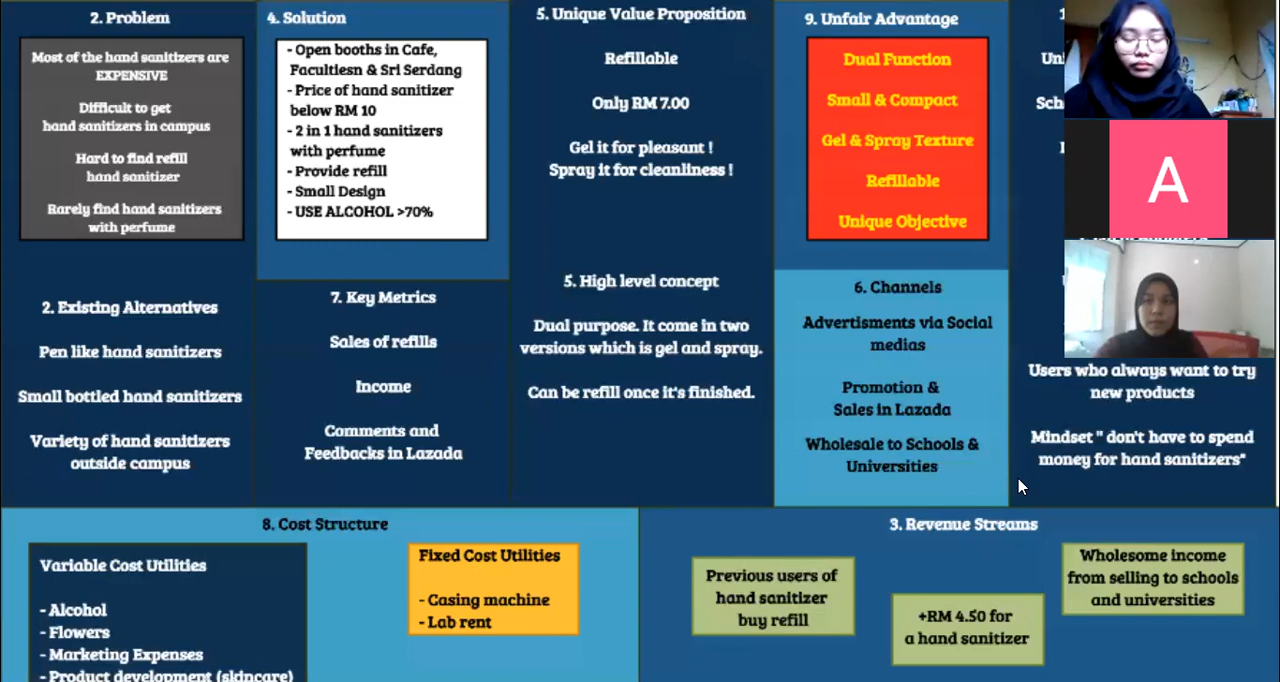 2. Problem
Most of the hand sanitizers are
EXPENSIVE
Difficult to get
hand sanitizers in campus
Hard to find refill
hand sanitizer
Rarely find hand sanitizers
with perfume
2. Existing Alternatives
Pen like hand sanitizers
Small bottled hand sanitizers
Variety of hand sanitizers
outside campus
4. Solution
- Open booths in Cafe,
Facultiesn & Sri Serdang
- Price of hand sanitizer
below RM 10
- 2 in 1 hand sanitizers
with perfume
- Provide refill
- Small Design
- USE ALCOHOL >70%
7. Key Metrics
Sales of refills
Income
Comments and
Feedbacks in Lazada
5. Unique Value Proposition
Refillable
Only RM 7.00
Gel it for pleasant !
Spray it for cleanliness !
5. High level concept
Dual purpose. It come in two
versions which is gel and spray.
Can be refill once it's finished.
9. Unfair Advantage
Dual Function
Small & Compact
Gel & Spray Texture
Refillable
Unique Objective
6. Channels
Advertisments via Social
medias
Promotion &
Sales in Lazada
Wholesale to Schools &
Universities
A
Users who always want to try
new products
Mindset " don't have to spend
money for hand sanitizers"
8. Cost Structure
Variable Cost Utilities
- Alcohol
- Flowers
- Marketing Expenses
- Product development (skincare)
Fixed Cost Utilities
- Casing machine
- Lab rent
3. Revenue Streams
Previous users of
hand sanitizer
buy refill
+RM 4.50 for
a hand sanitizer
Wholesome income
from selling to schools
and universities